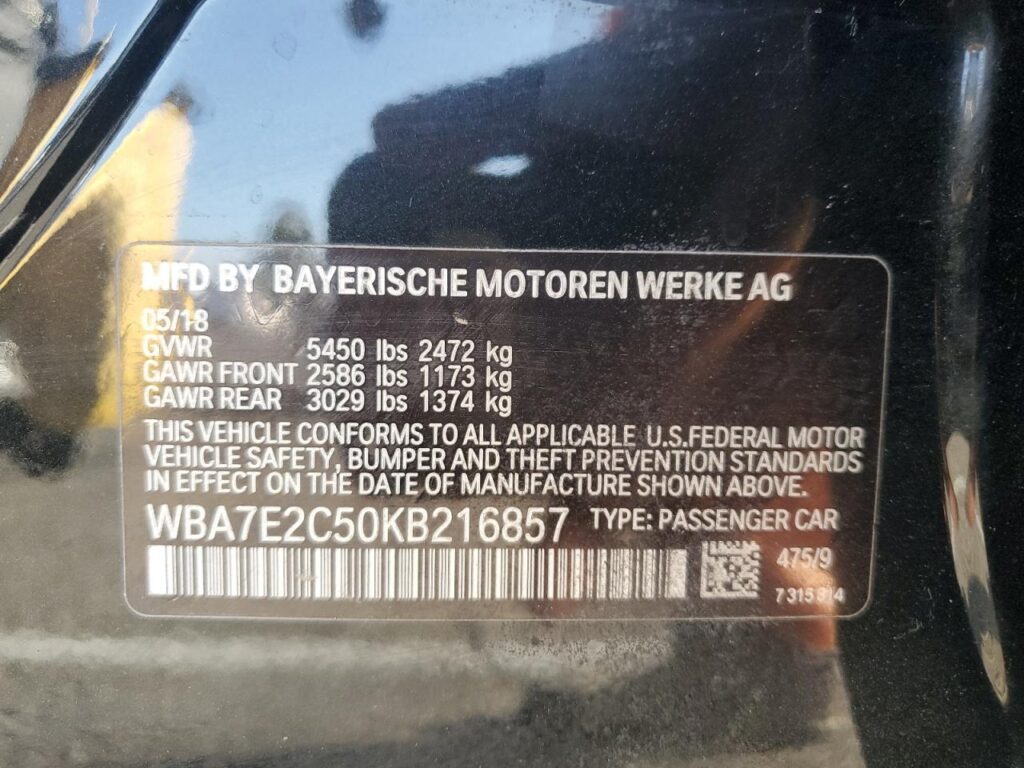 MFD BY BAYERISCHE MOTOREN WERKE AG
05/18
GVWR 5450 lbs 2472 kg
GAWR FRONT 2586 lbs 1173 kg
GAWR REAR 3029 lbs 1374 kg
THIS VEHICLE CONFORMS TO ALL APPLICABLE U.S.FEDERAL MOTOR
VEHICLE SAFETY, BUMPER AND THEFT PREVENTION STANDARDS
IN EFFECT ON THE DATE OF MANUFACTURE SHOWN ABOVE.
WBA7E2C50KB216857 TYPE: PASSENGER CAR
475/9